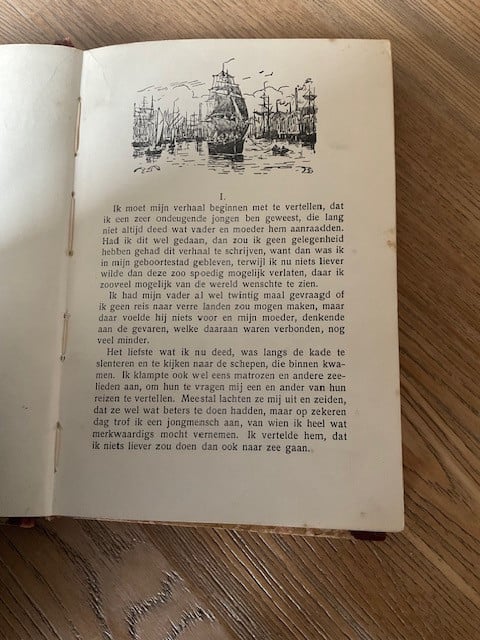 I.
Ik moet mijn verhaal beginnen met te vertellen, dat
ik een zeer ondeugende jongen ben geweest, die lang
niet altijd deed wat vader en moeder hem aanraadden.
Had ik dit wel gedaan, dan zou ik geen gelegenheid
hebben gehad dit verhaal te schrijven, want dan was ik
in mijn geboortestad gebleven, terwijl ik nu niets liever
wilde dan deze zoo spoedig mogelijk verlaten, daar ik
zooveel mogelijk van de wereld wenschte te zien.
Ik had mijn vader al wel twintig maal gevraagd of
ik geen reis naar verre landen zou mogen maken, maar
daar voelde hij niets voor en mijn moeder, denkende
aan de gevaren, welke daaraan waren verbonden, nog
veel minder.
Het liefste wat ik nu deed, was langs de kade te
slenteren en te kijken naar de schepen, die binnen kwa-
men. Ik klampte ook wel eens matrozen en andere zee-
lieden aan, om hun te vragen mij een en ander van hun
reizen te vertellen. Meestal lachten ze mij uit en zeiden,
dat ze wel wat beters te doen hadden, maar op zekeren
dag trof ik een jongmensch aan, van wien ik heel wat
merkwaardigs mocht vernemen. Ik vertelde hem, dat
ik niets liever zou doen dan ook naar zee gaan.